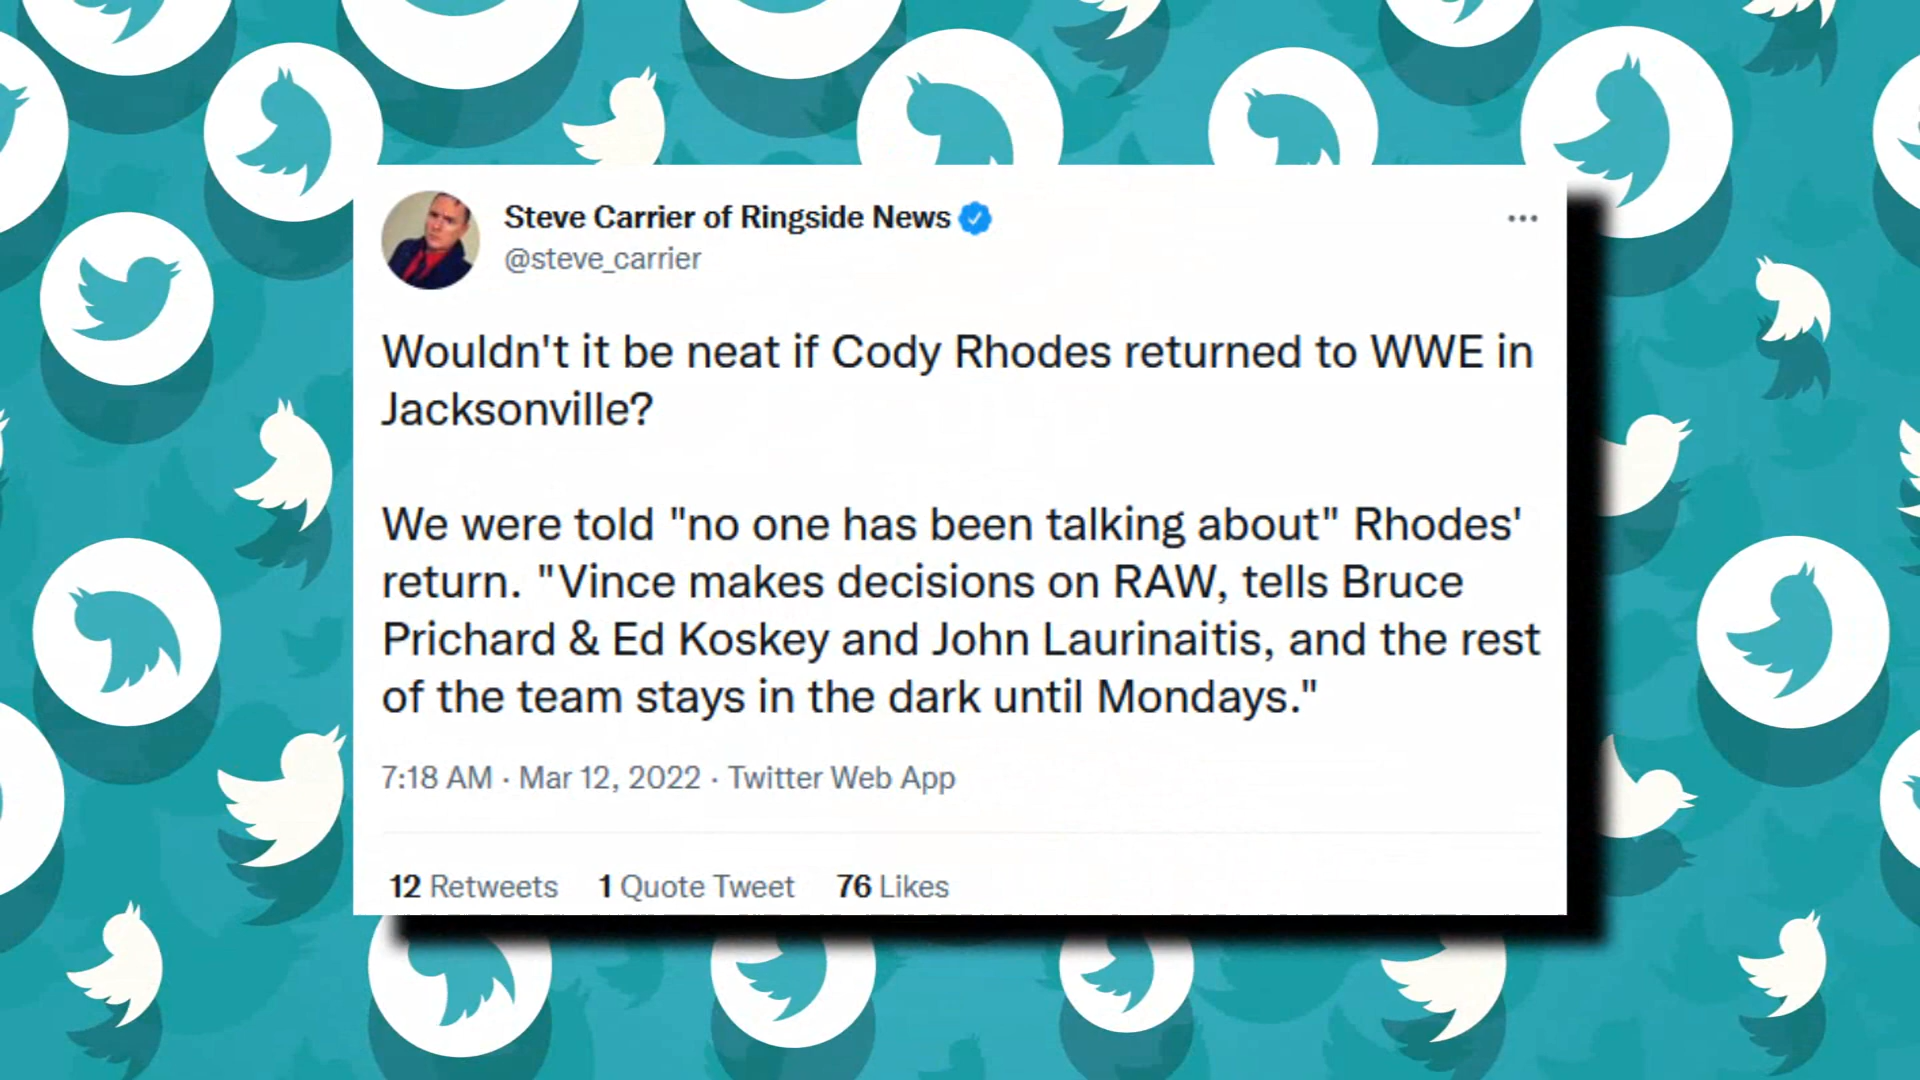 Steve Carrier of Ringside News
@steve_carrier
Wouldn't it be neat if Cody Rhodes returned to WWE in
Jacksonville?
We were told "no one has been talking about" Rhodes'
return. "Vince makes decisions on RAW, tells Bruce
Prichard & Ed Koskey and John Laurinaitis, and the rest
of the team stays in the dark until Mondays."
7:18 AM · Mar 12, 2022 · Twitter Web App
12 Retweets 1 Quote Tweet 76 Likes